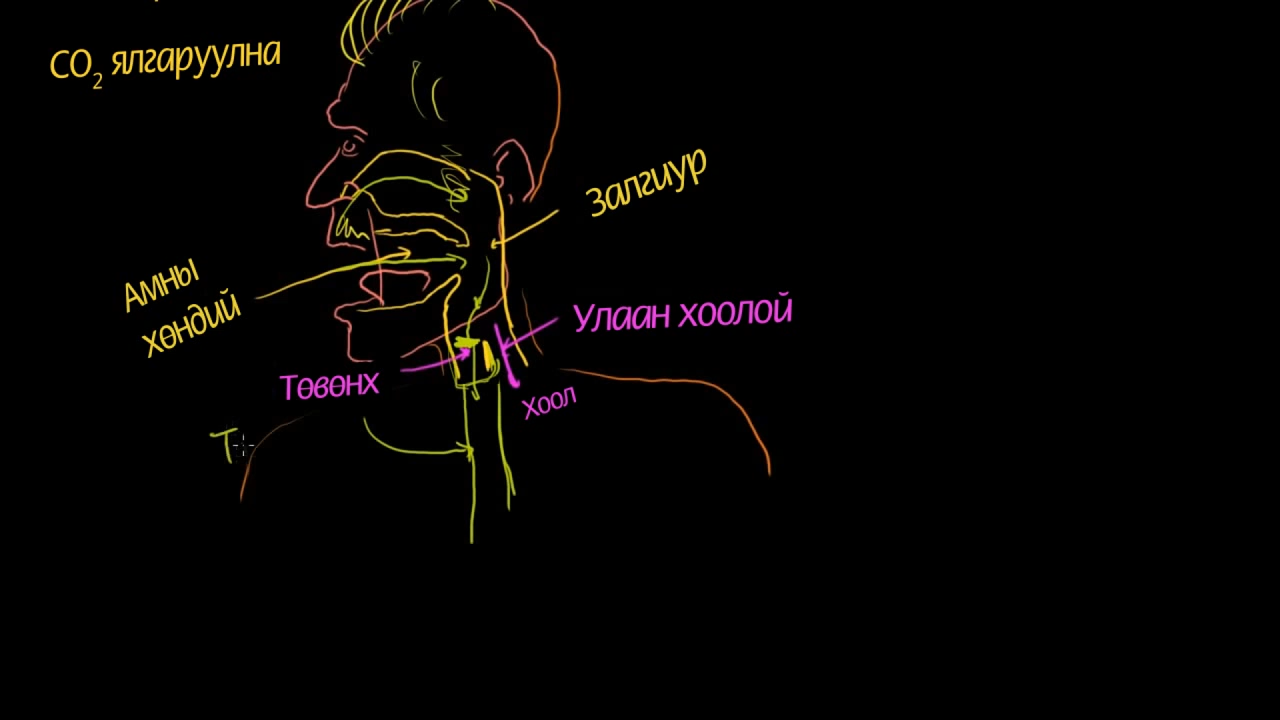 CO₂ ялгаруулна
Залгиур
Амны
хөндий
Улаан хоолой
Төвөнх
хоол
Т